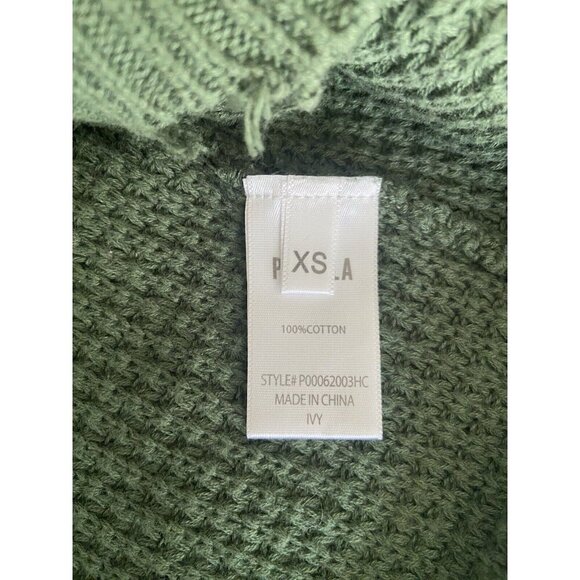 XS
100%COTTON
STYLE# P00062003HC
MADE IN CHINA
IVY